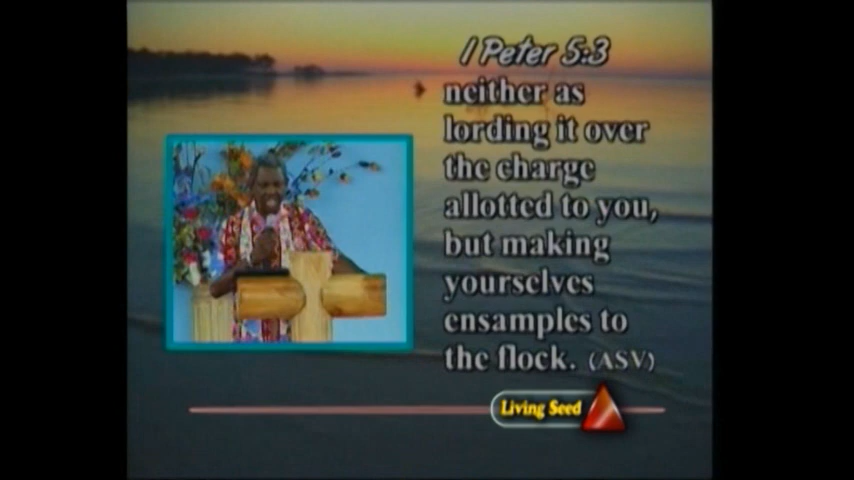 1 Peter 5:3
neither as
lording it over
the charge
allotted to you,
but making
yourselves
ensamples to
the flock. (ASV)
Living Seed